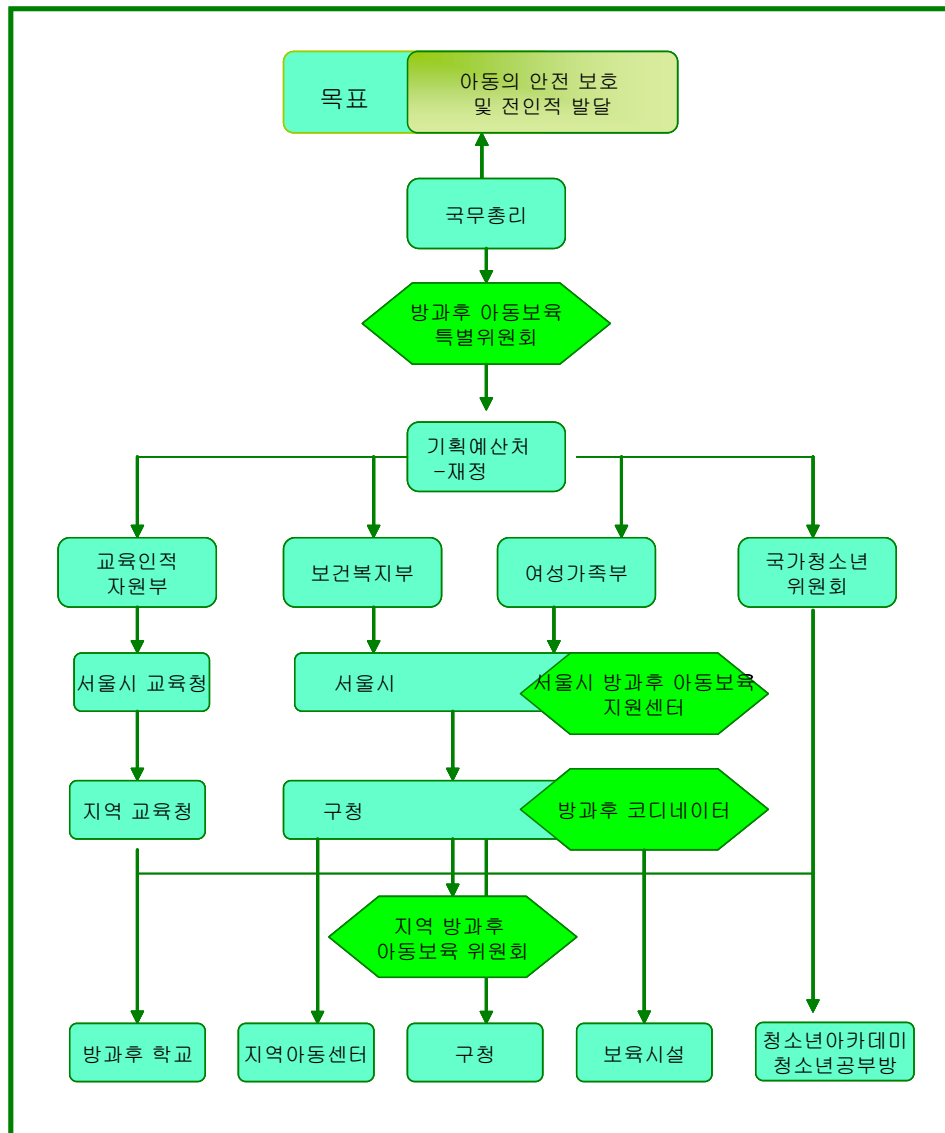 목표
아동의 안전 보호
및 전인적 발달
국무총리
방과후 아동보육
특별위원회
기획예산처
-재정
교육인적
자원부
보건복지부
여성가족부
국가청소년
위원회
서울시 교육청
서울시
서울시 방과후 아동보육
지원센터
지역 교육청
구청
방과후 코디네이터
지역 방과후
아동보육 위원회
방과후 학교
지역아동센터
구청
보육시설
청소년아카데미
청소년공부방